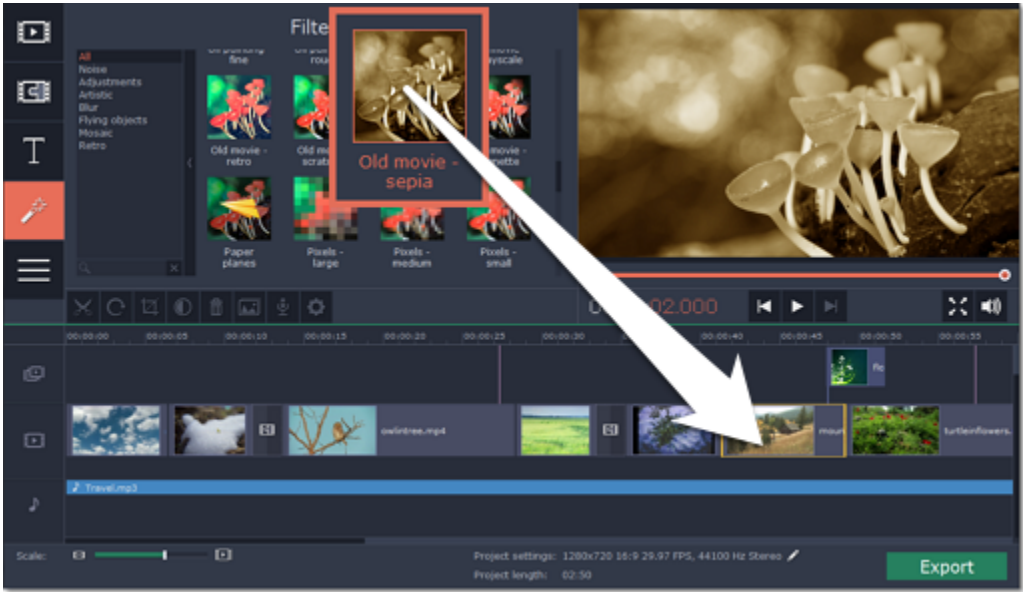 Filte
All
Noise
Adjustments
Artistic
Blur
Flying objects
Mosaic
Retro
fine
Old movie -
retro
Old movie -
sepia
Paper
planes
Pixels -
large
Pixels -
medium
Pixels -
small
02.000
00:00:00 00:00:05 00:00:10 00:00:15 00:00:20 00:00:25 00:00:30 00:00:40 00:00:45 00:00:50 00:00:55
fle
owlintree.mp4
moun
turtleinflowers.
Travel.mp3
Scale:
Project settings: 1280x720 16:9 29.97 FPS, 44100 Hz Stereo
Project length: 02:50
Export